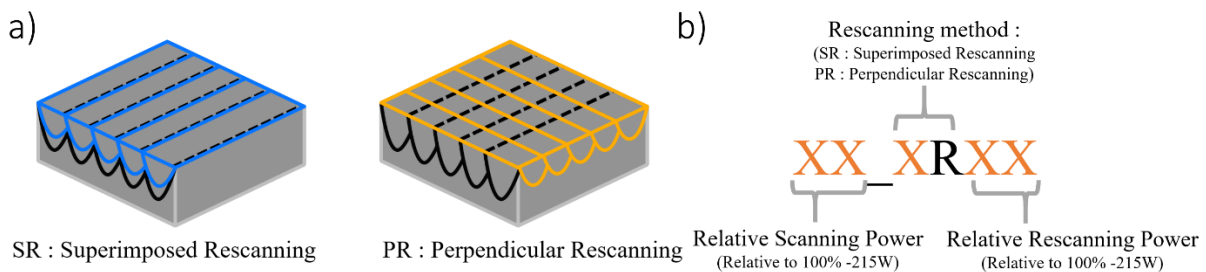 a)
SR : Superimposed Rescanning
PR : Perpendicular Rescanning
b)
Rescanning method :
(SR : Superimposed Rescanning
PR : Perpendicular Rescanning)
XX_XRXX
Relative Scanning Power
(Relative to 100% -215W)
Relative Rescanning Power
(Relative to 100% -215W)